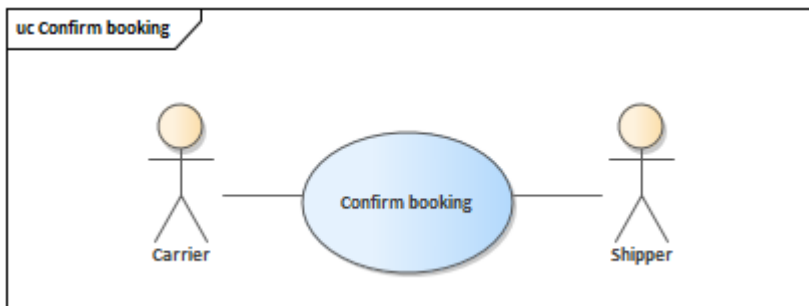 uc Confirm booking
Confirm booking
Carrier
Shipper